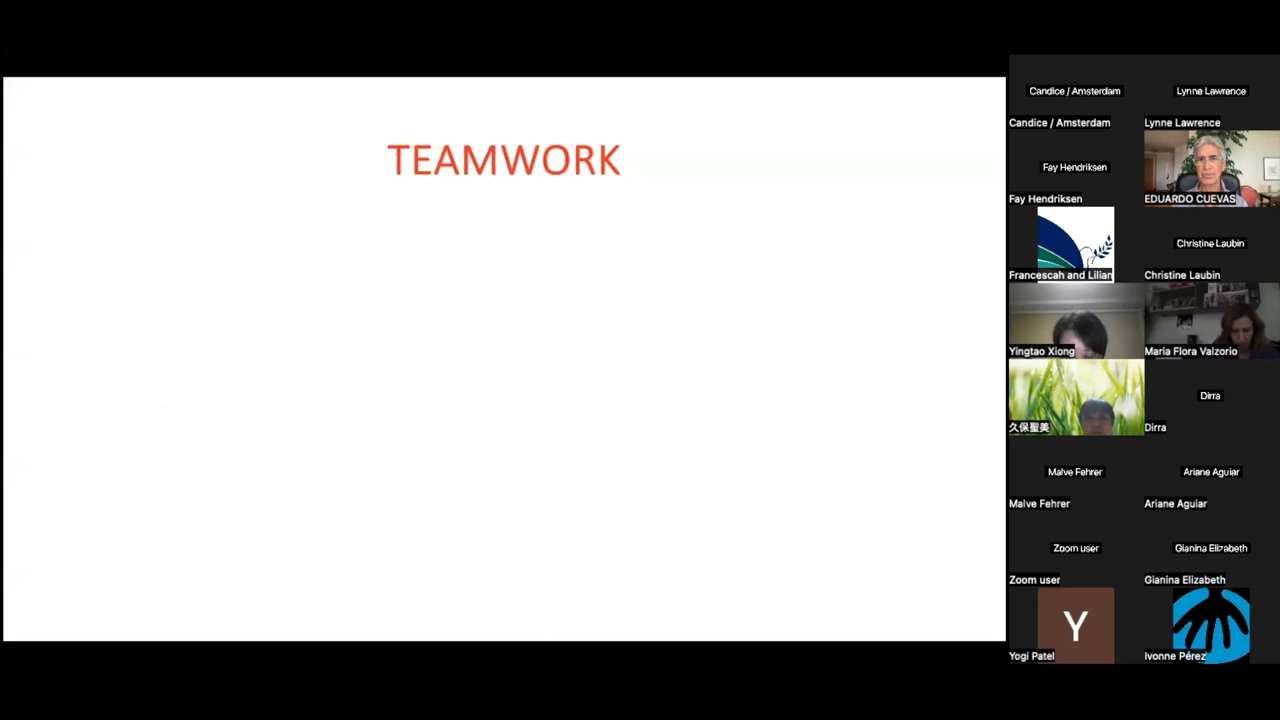 TEAMWORK
Candice / Amsterdam
Lynne Lawrence
Candice / Amsterdam
Lynne Lawrence
Fay Hendriksen
Fay Hendriksen
EDUARDO CUEVAS
Christine Laubin
Francescah and Lilian
Christine Laubin
Yingtao Xiong
Maria Flora Valzorio
Dirra
久保聖美
Dirra
Malve Fehrer
Ariane Aguiar
Malve Fehrer
Ariane Aguiar
Zoom user
Gianina Elizabeth
Zoom user
Gianina Elizabeth
Y
Yogi Patel
Ivonne Pérez